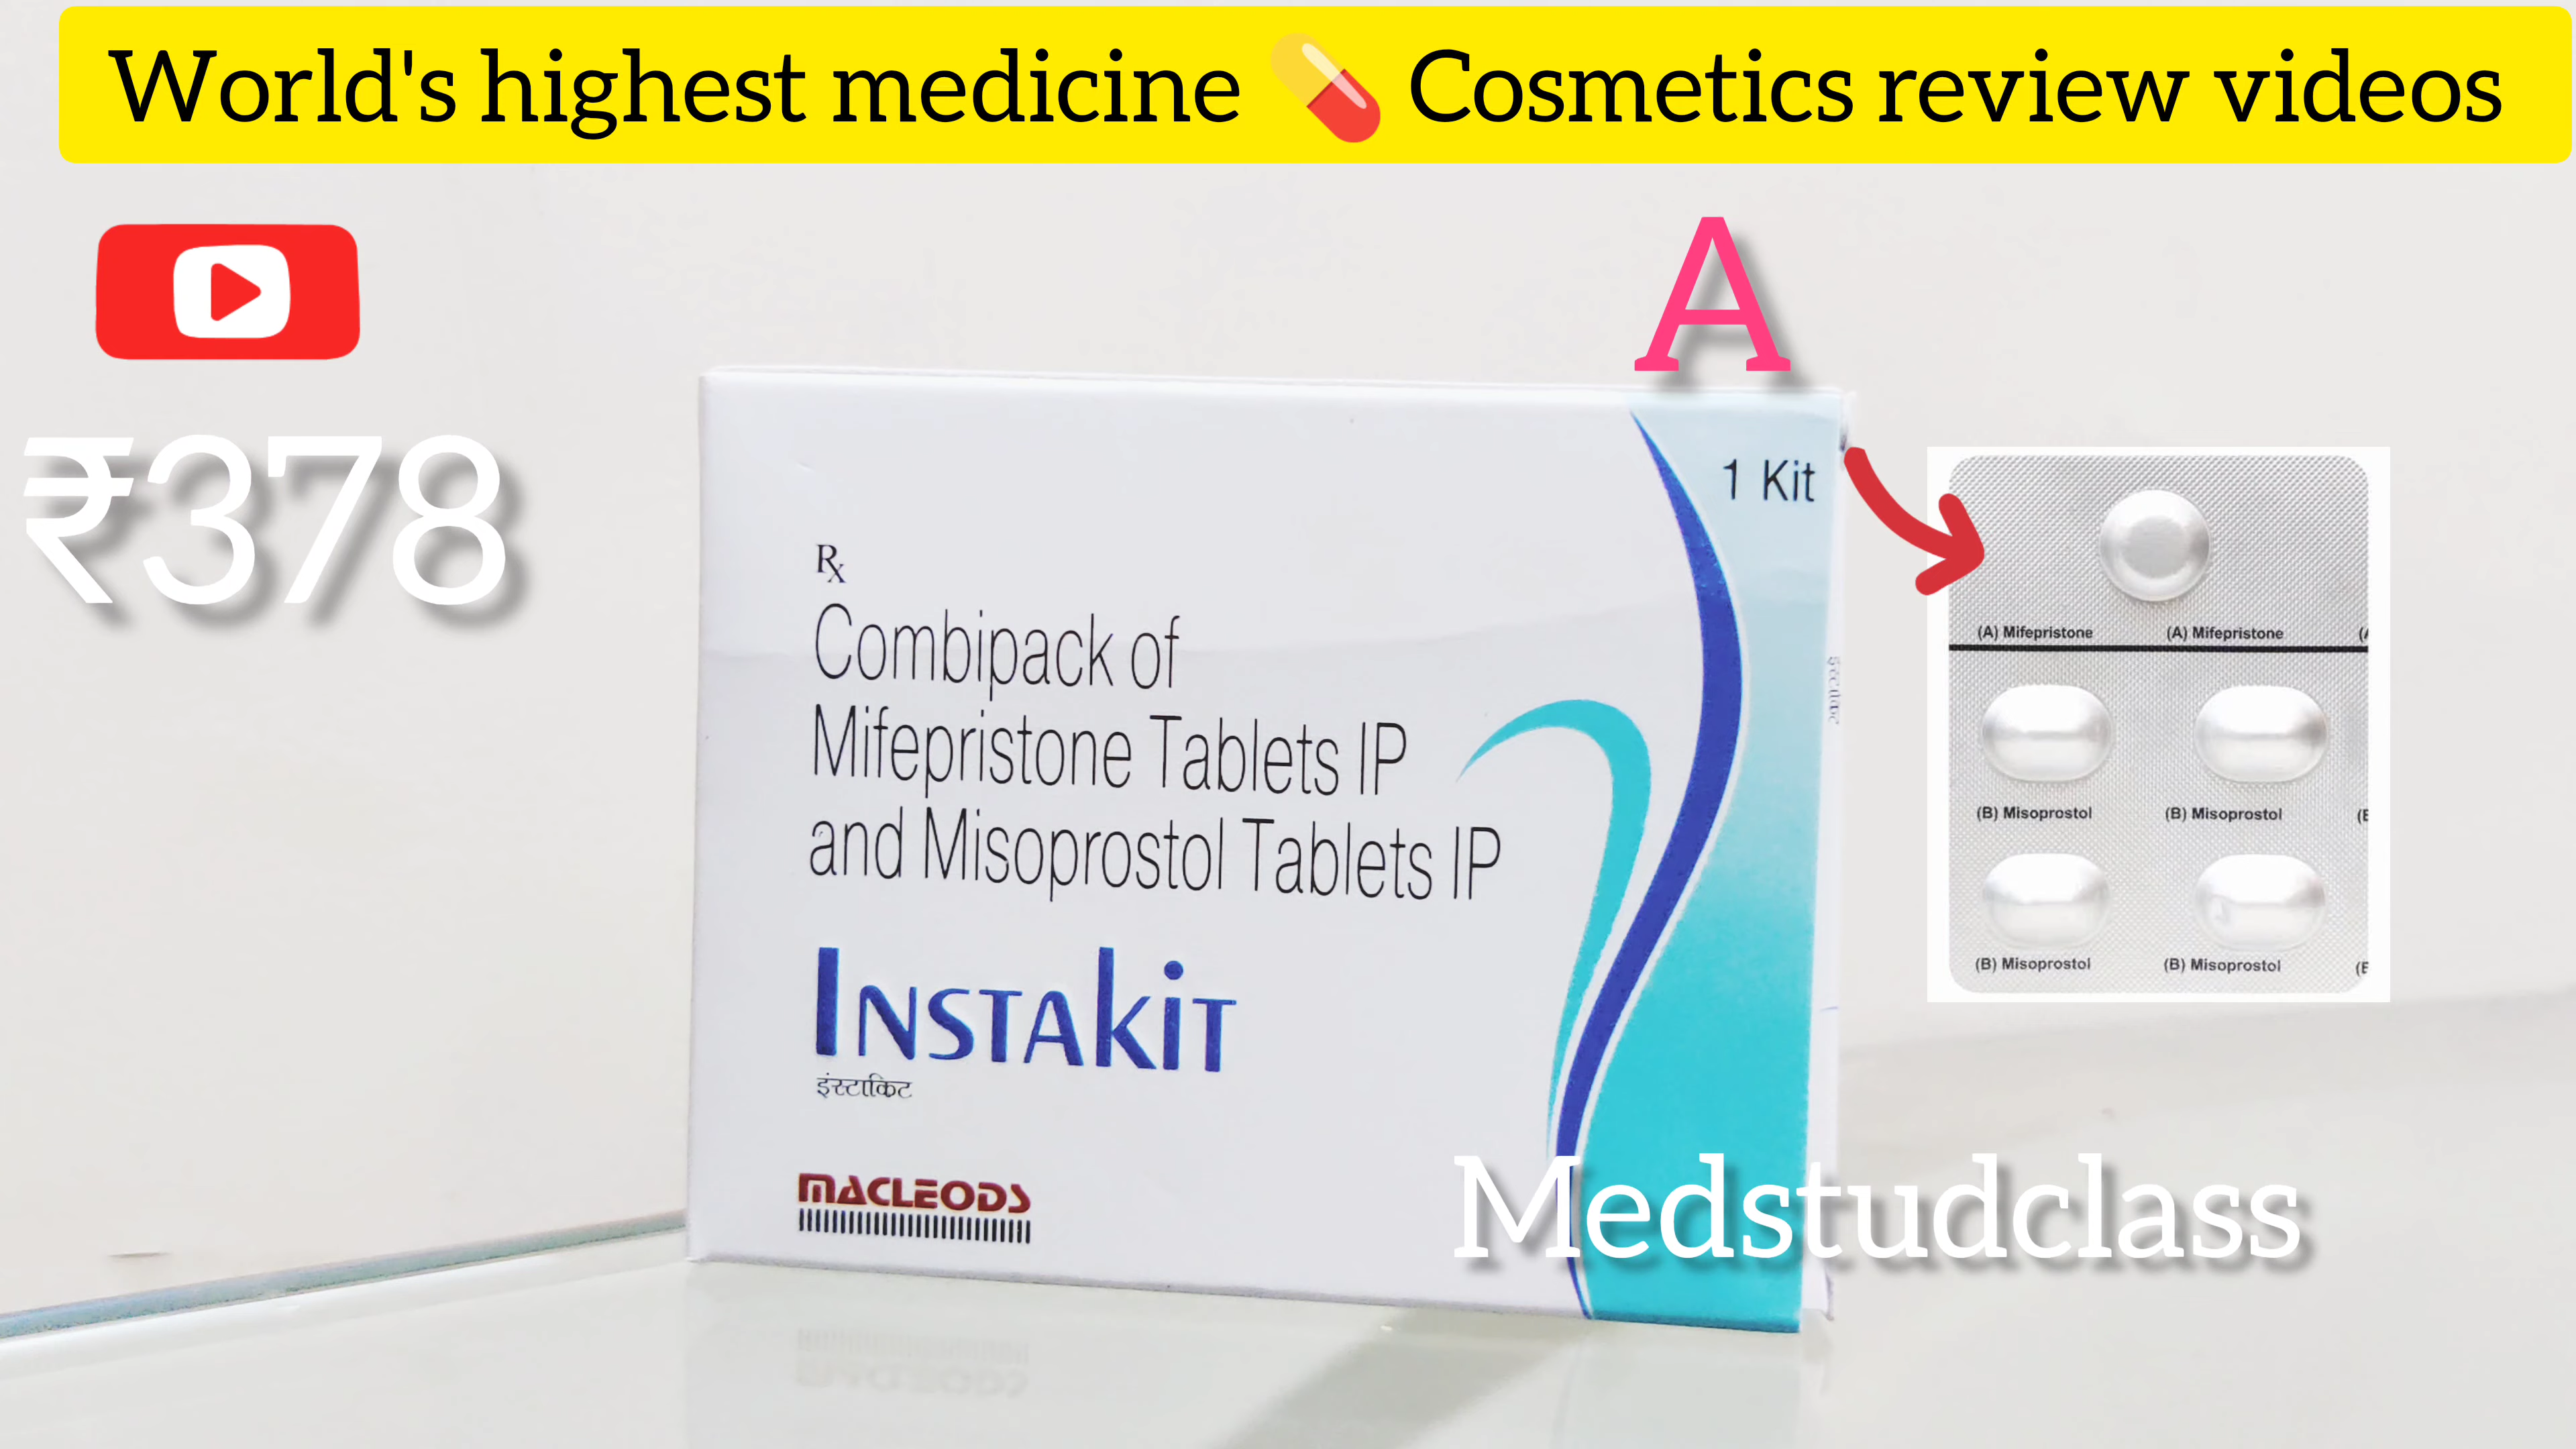 World's highest medicine 💊 Cosmetics review videos
A
₹378
1 Kit
Rx
Combipack of
Mifepristone Tablets IP
and Misoprostol Tablets IP
INSTAKIT
इंस्टाकिट
MACLEODS
(A) Mifepristone (A) Mifepristone (A
(B) Misoprostol (B) Misoprostol (B
(B) Misoprostol (B) Misoprostol (B
Medstudclass